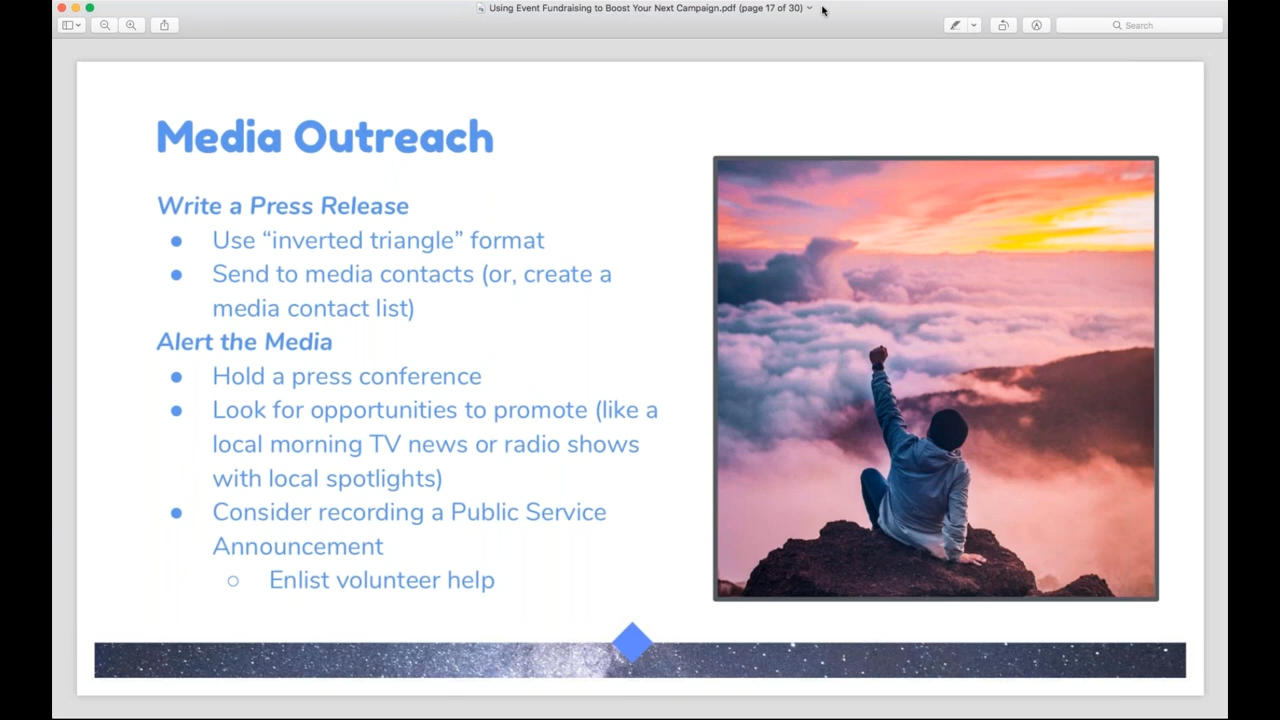 Using Event Fundraising to Boost Your Next Campaign.pdf (page 17 of 30)
Search
Media Outreach
Write a Press Release
● Use “inverted triangle” format
● Send to media contacts (or, create a
media contact list)
Alert the Media
● Hold a press conference
● Look for opportunities to promote (like a
local morning TV news or radio shows
with local spotlights)
● Consider recording a Public Service
Announcement
○ Enlist volunteer help